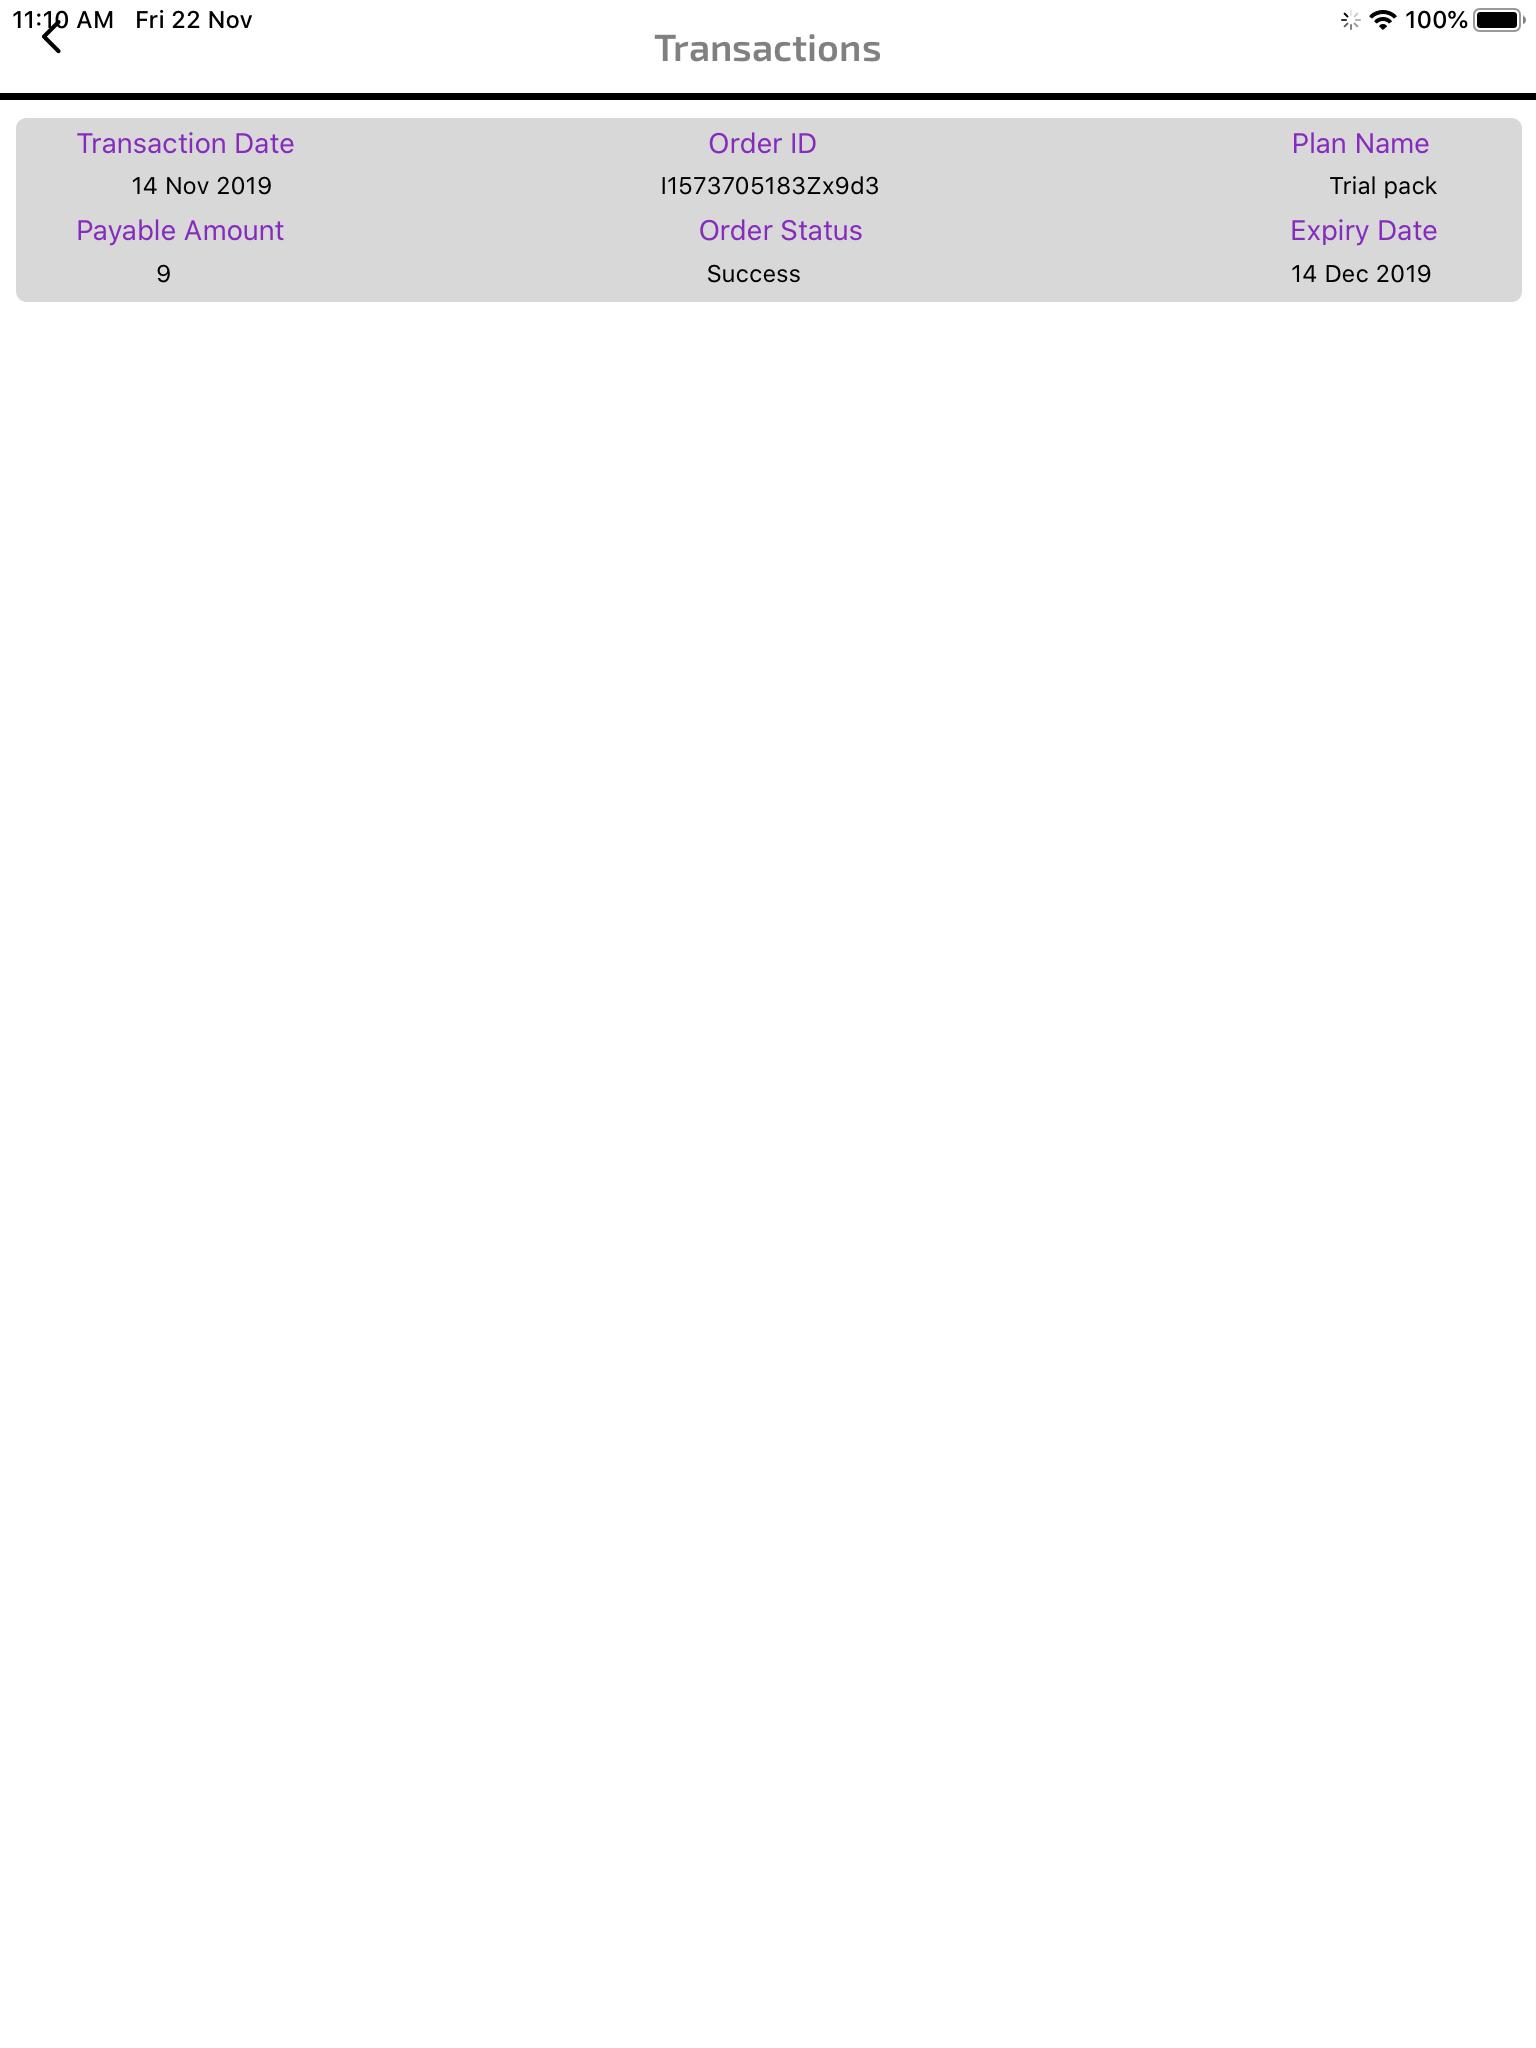 11:10 AM Fri 22 Nov 100%
Transactions
Transaction Date Order ID Plan Name
14 Nov 2019 I1573705183Zx9d3 Trial pack
Payable Amount Order Status Expiry Date
9 Success 14 Dec 2019